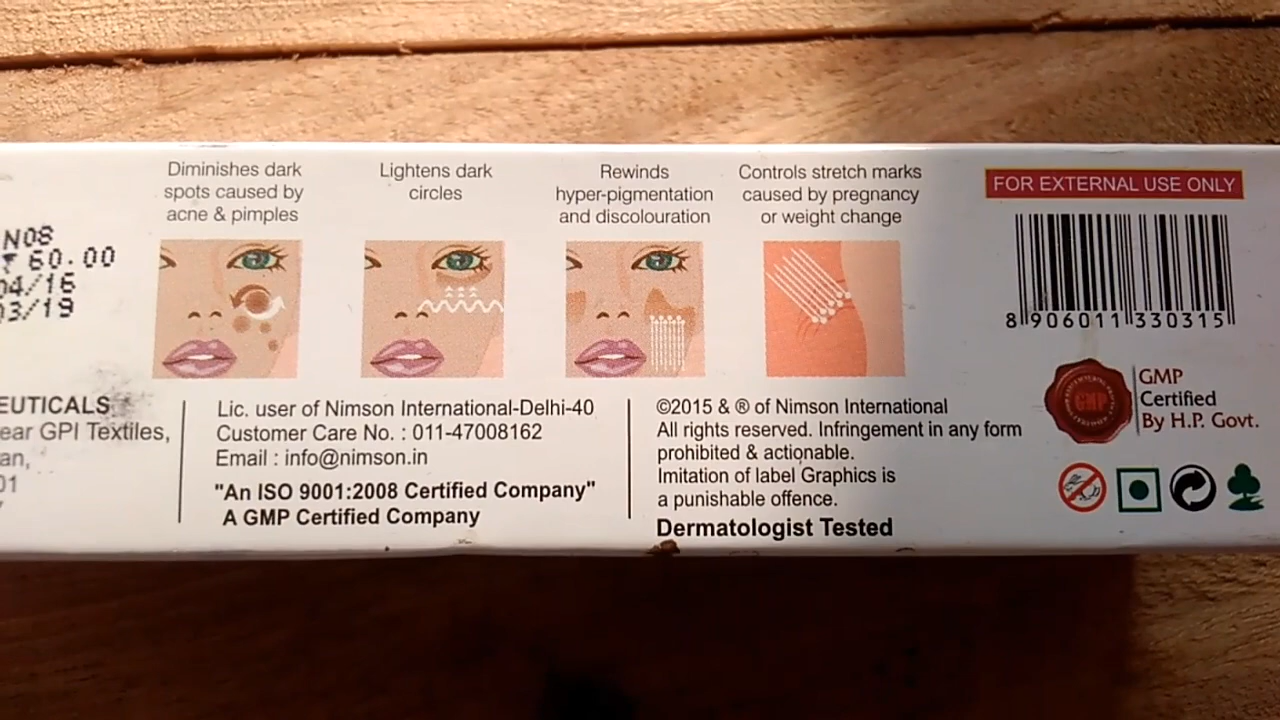 Diminishes dark
spots caused by
acne & pimples
Lightens dark
circles
Rewinds
hyper-pigmentation
and discolouration
Controls stretch marks
caused by pregnancy
or weight change
FOR EXTERNAL USE ONLY
N08
₹ 60.00
04/16
03/19
8 906011 330315
GMP
GMP
Certified
By H.P. Govt.
EUTICALS
ear GPI Textiles,
an,
01
Lic. user of Nimson International-Delhi-40
Customer Care No. : 011-47008162
Email : info@nimson.in
"An ISO 9001:2008 Certified Company"
A GMP Certified Company
©2015 & ® of Nimson International
All rights reserved. Infringement in any form
prohibited & actionable.
Imitation of label Graphics is
a punishable offence.
Dermatologist Tested